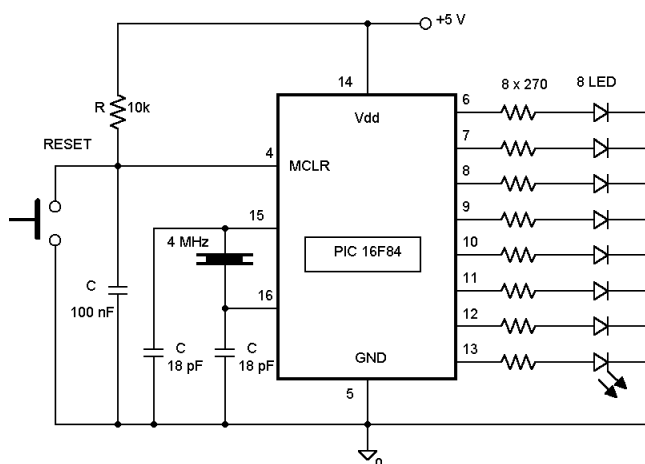 +5 V
14
6
8 x 270
8 LED
R
10k
Vdd
7
RESET
4
MCLR
8
15
9
4 MHz
PIC 16F84
10
C
100 nF
16
11
12
C
18 pF
C
18 pF
GND
13
5
0